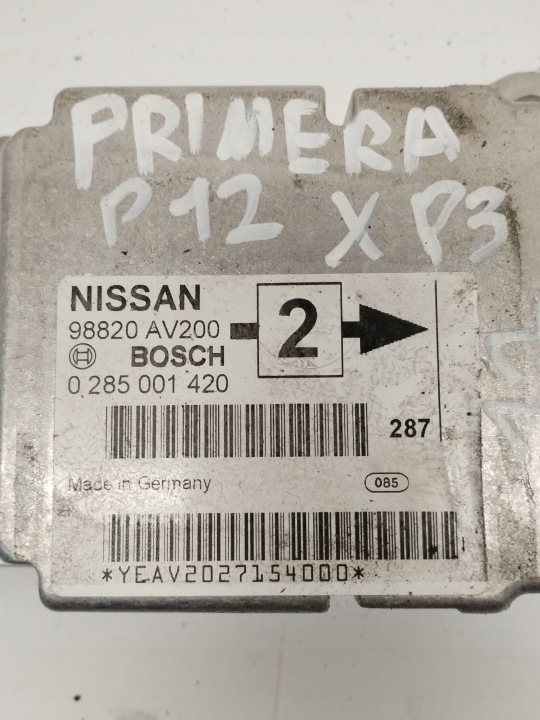 PRIMERA
P12 X P3
NISSAN
98820 AV200
2
BOSCH
0 285 001 420
287
Made in Germany
085
*YEAV2027154000*